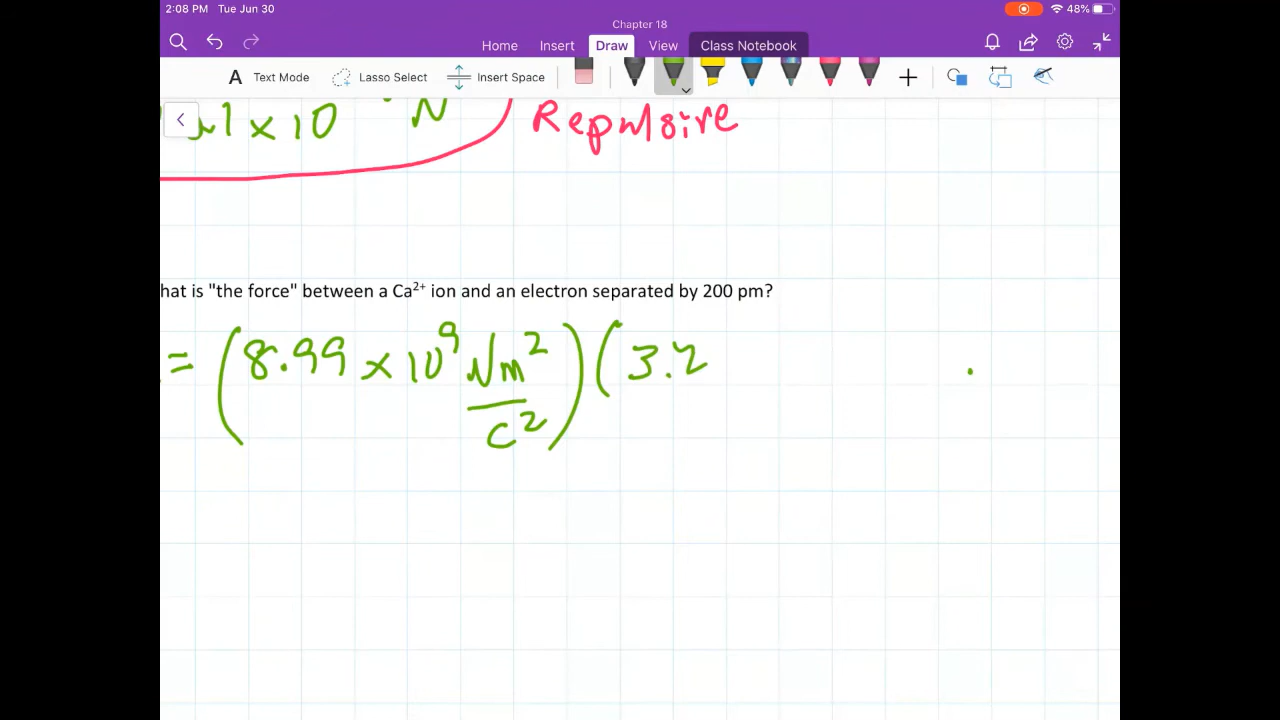 2:08 PM Tue Jun 30
48%
Chapter 18
Home Insert Draw View Class Notebook
A Text Mode Lasso Select Insert Space
1 x 10 N Repulsive
hat is "the force" between a Ca²⁺ ion and an electron separated by 200 pm?
= (8.99 x 10⁹ Nm²/C²) (3.2